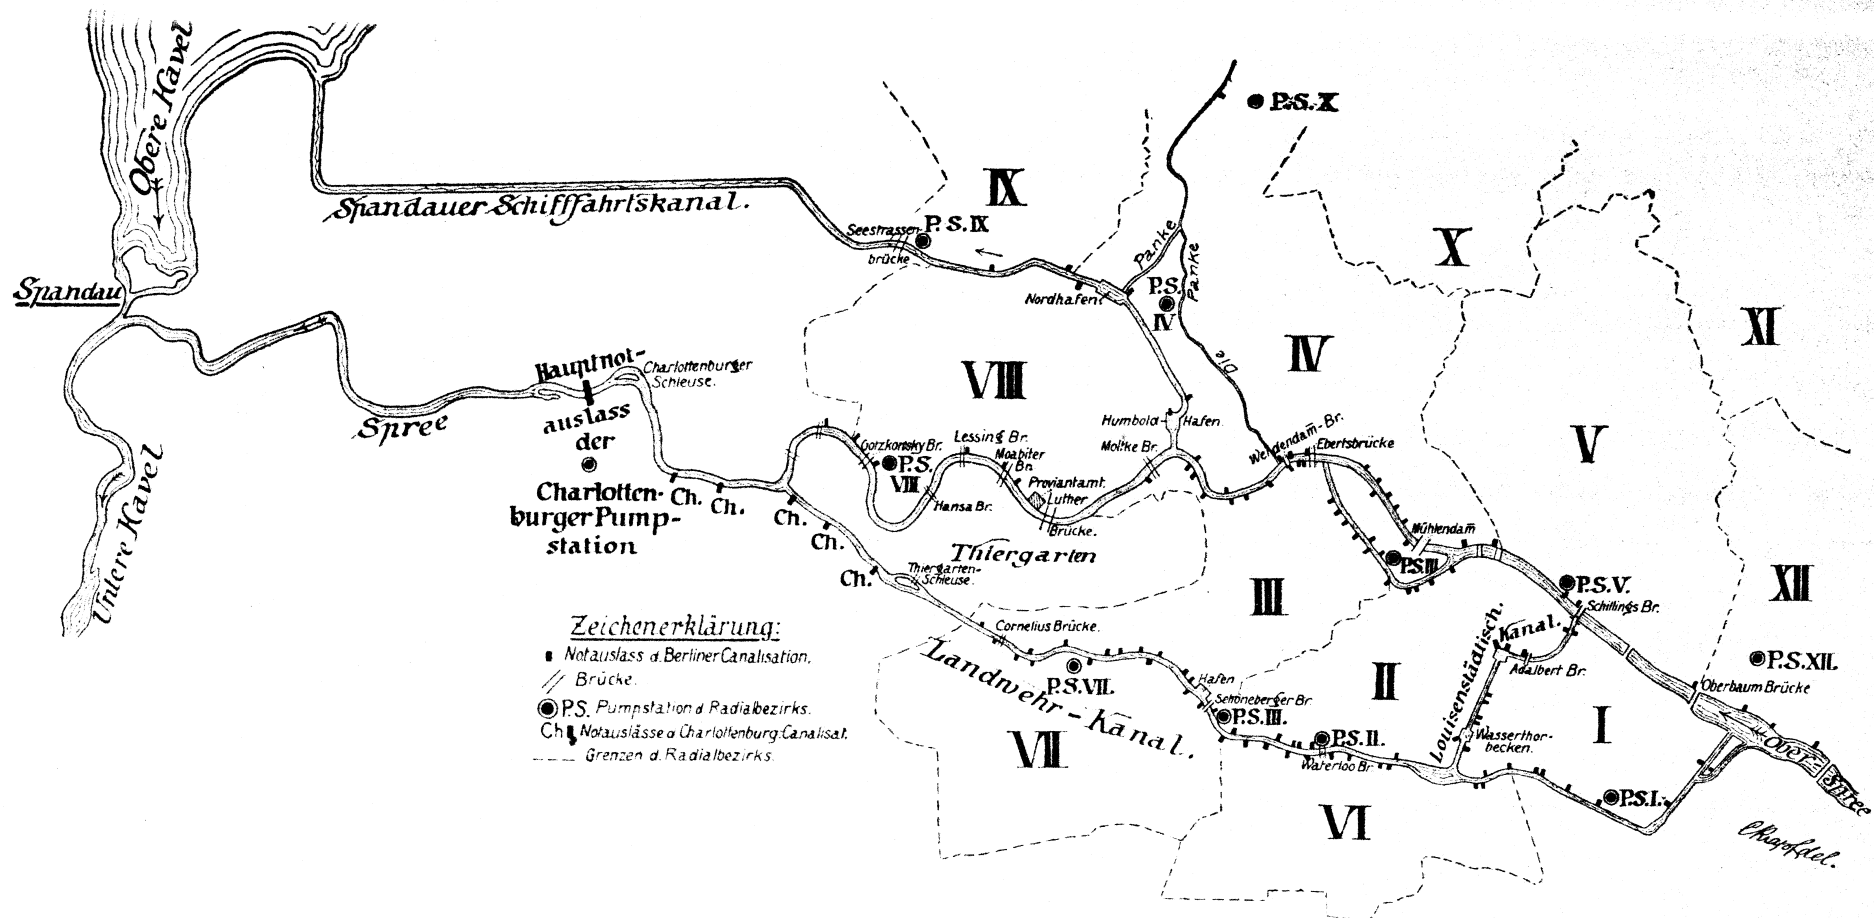 Obere Havel
Spandauer Schifffahrtskanal.
Spandau
Untere Havel
Spree
Hauptnot-
auslass
der
Charlotten-
burger Pump-
station
Charlottenburger
Schleuse.
Ch.
Ch.
Ch.
Ch.
Ch.
Seestrassen-
brücke
P.S.IX
IX
Nordhafen
Panke
P.S.
IV
Panke
Die
P.S.X
X
XI
IV
V
VIII
Humbold-Hafen
Moltke Br.
Gotzkowsky Br.
P.S.
VIII
Lessing Br.
Moabiter
Br.
Hansa Br.
Proviantamt.
Luther
Brücke.
Weidendam-Br.
Ebertsbrücke
Mühlendam
P.S.III
Thiergarten
Thiergarten-
Schleuse.
Cornelius Brücke.
III
P.S.V.
Schillings Br.
XII
P.S.XII.
Oberbaum Brücke
Ober-Spree
Louisenstädtisch.
Kanal.
Adalbert Br.
Wasserthor-
becken.
II
I
Landwehr-Kanal.
P.S.VII.
VII
Hafen
Schöneberger Br.
P.S.III.
P.S.II.
Waterloo Br.
P.S.I.
VI
Zeichenerklärung:
Notauslass d. Berliner Canalisation.
Brücke.
P.S. Pumpstation d Radialbezirks.
Ch Notauslässe d Charlottenburg: Canalisat.
Grenzen d. Radialbezirks.
del.